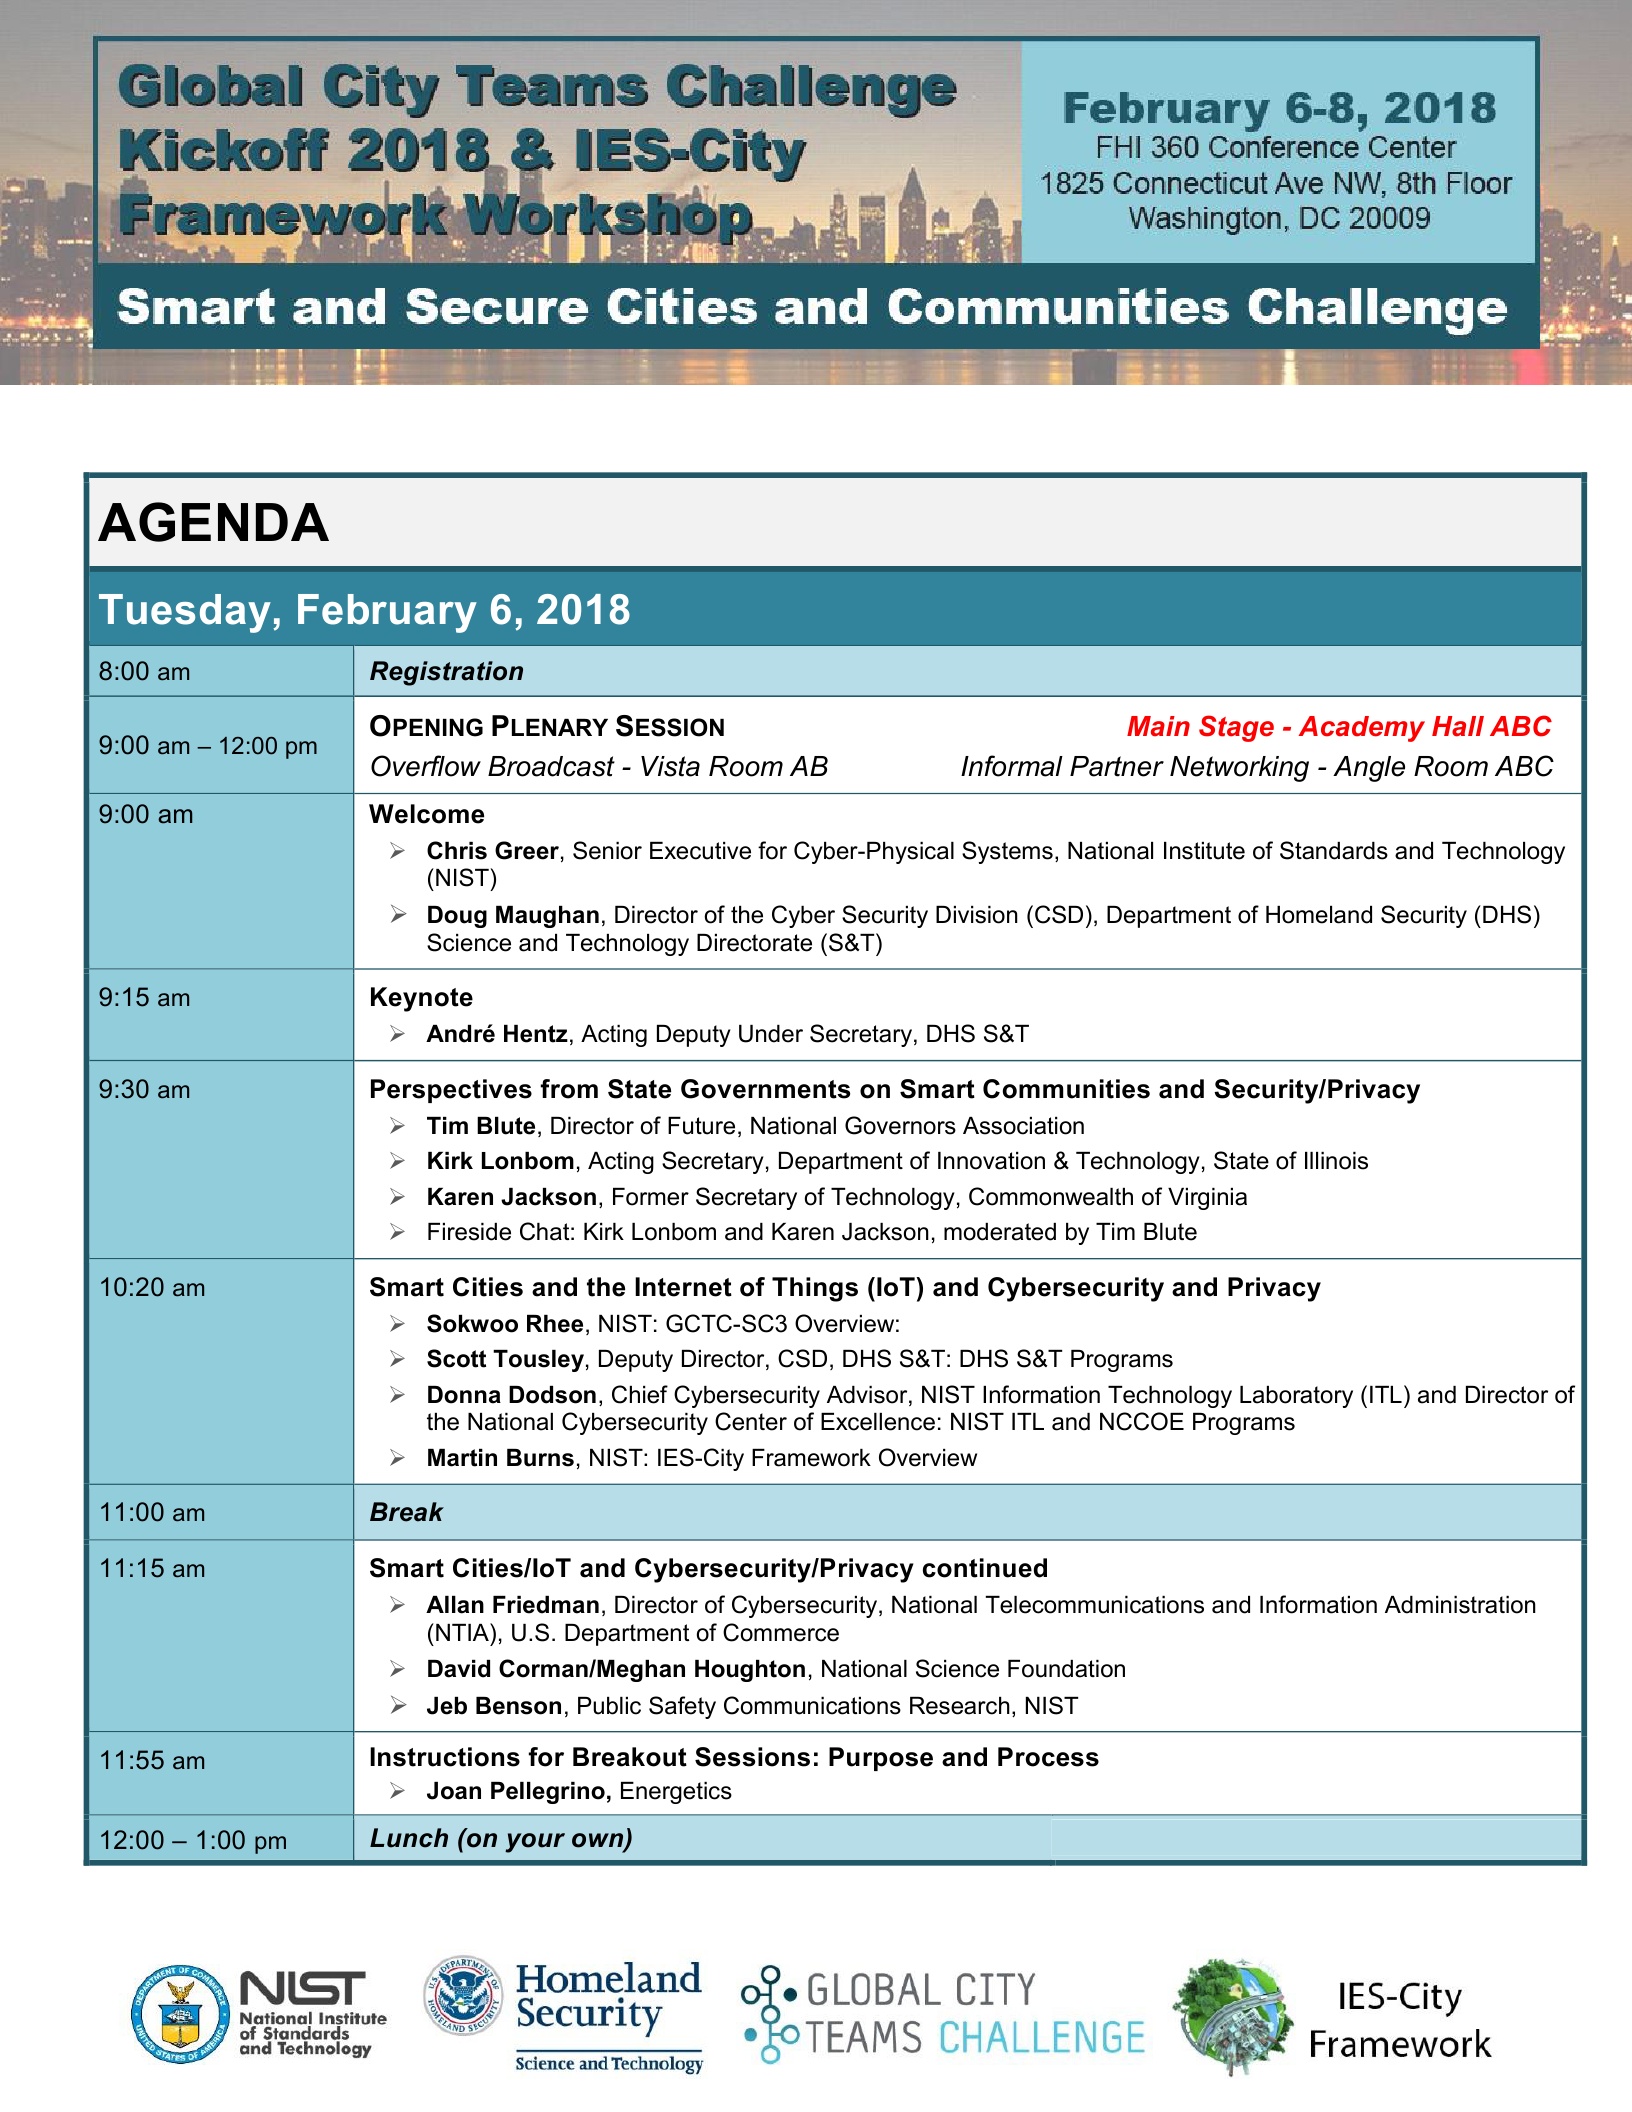 Global City Teams Challenge
Kickoff 2018 & IES-City
Framework Workshop
February 6-8, 2018
FHI 360 Conference Center
1825 Connecticut Ave NW, 8th Floor
Washington, DC 20009
Smart and Secure Cities and Communities Challenge
AGENDA
Tuesday, February 6, 2018
8:00 am Registration
9:00 am – 12:00 pm OPENING PLENARY SESSION Main Stage - Academy Hall ABC
Overflow Broadcast - Vista Room AB Informal Partner Networking - Angle Room ABC
9:00 am Welcome
➢ Chris Greer, Senior Executive for Cyber-Physical Systems, National Institute of Standards and Technology
(NIST)
➢ Doug Maughan, Director of the Cyber Security Division (CSD), Department of Homeland Security (DHS)
Science and Technology Directorate (S&T)
9:15 am Keynote
➢ André Hentz, Acting Deputy Under Secretary, DHS S&T
9:30 am Perspectives from State Governments on Smart Communities and Security/Privacy
➢ Tim Blute, Director of Future, National Governors Association
➢ Kirk Lonbom, Acting Secretary, Department of Innovation & Technology, State of Illinois
➢ Karen Jackson, Former Secretary of Technology, Commonwealth of Virginia
➢ Fireside Chat: Kirk Lonbom and Karen Jackson, moderated by Tim Blute
10:20 am Smart Cities and the Internet of Things (IoT) and Cybersecurity and Privacy
➢ Sokwoo Rhee, NIST: GCTC-SC3 Overview:
➢ Scott Tousley, Deputy Director, CSD, DHS S&T: DHS S&T Programs
➢ Donna Dodson, Chief Cybersecurity Advisor, NIST Information Technology Laboratory (ITL) and Director of
the National Cybersecurity Center of Excellence: NIST ITL and NCCOE Programs
➢ Martin Burns, NIST: IES-City Framework Overview
11:00 am Break
11:15 am Smart Cities/IoT and Cybersecurity/Privacy continued
➢ Allan Friedman, Director of Cybersecurity, National Telecommunications and Information Administration
(NTIA), U.S. Department of Commerce
➢ David Corman/Meghan Houghton, National Science Foundation
➢ Jeb Benson, Public Safety Communications Research, NIST
11:55 am Instructions for Breakout Sessions: Purpose and Process
➢ Joan Pellegrino, Energetics
12:00 – 1:00 pm Lunch (on your own)
DEPARTMENT OF COMMERCE
UNITED STATES OF AMERICA
NIST
National Institute
of Standards
and Technology
U.S. DEPARTMENT OF
HOMELAND SECURITY
Homeland
Security
Science and Technology
GLOBAL CITY
TEAMS CHALLENGE
IES-City
Framework